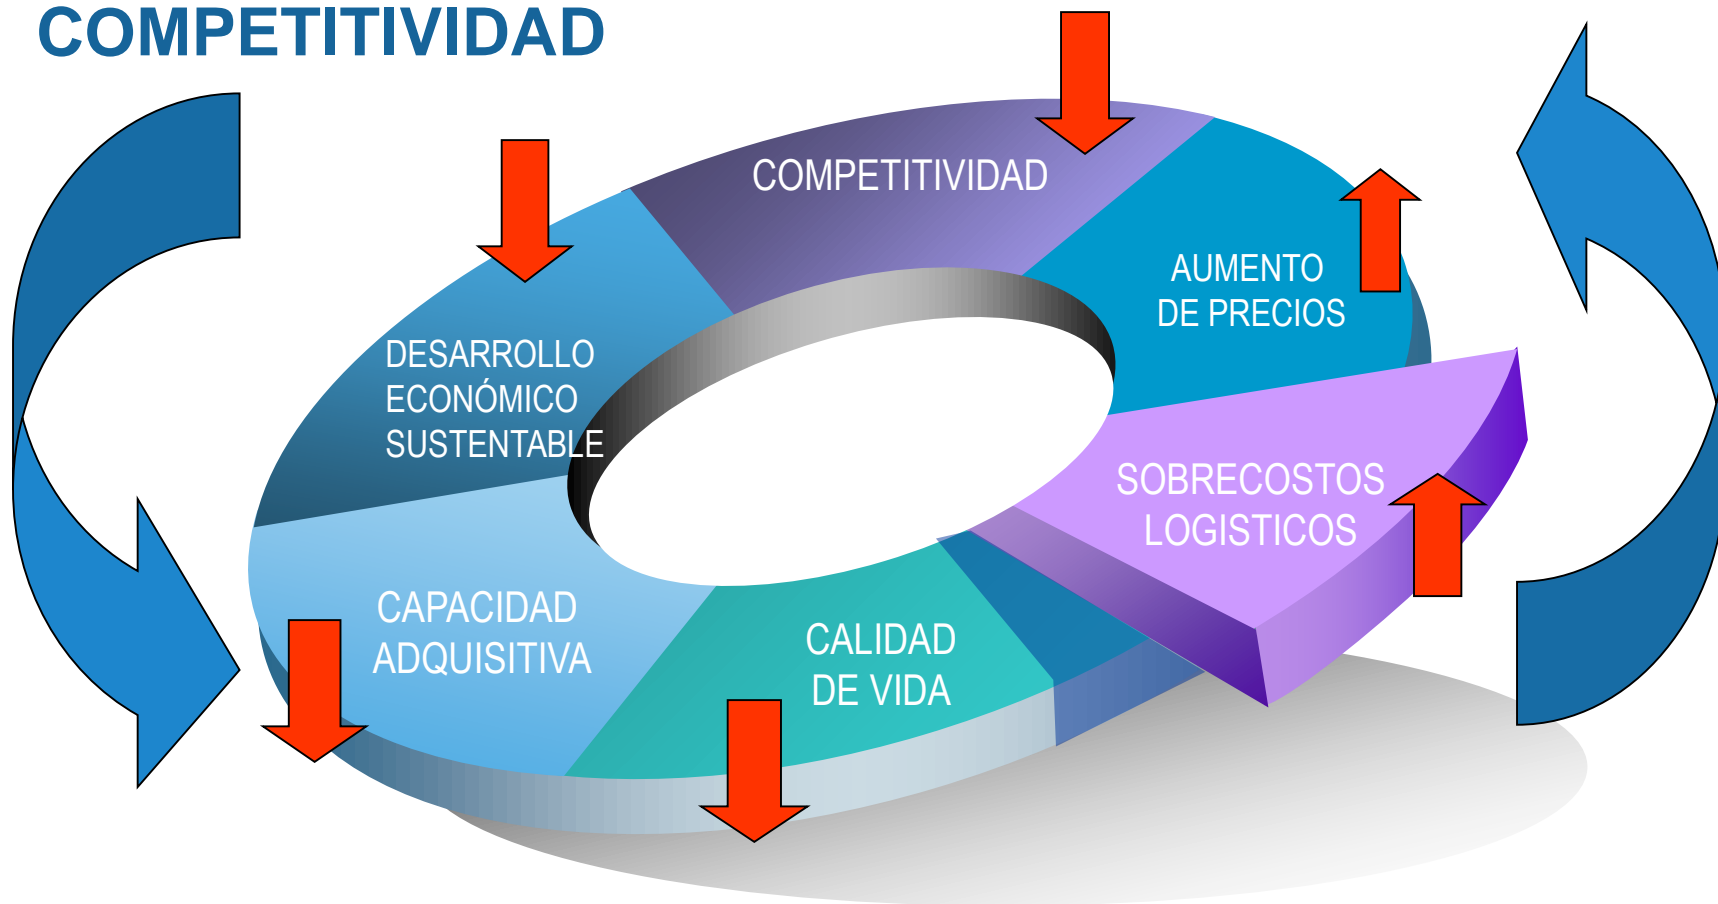 COMPETITIVIDAD
COMPETITIVIDAD
AUMENTO
DE PRECIOS
DESARROLLO
ECONÓMICO
SUSTENTABLE
SOBRECOSTOS
LOGISTICOS
CAPACIDAD
ADQUISITIVA
CALIDAD
DE VIDA